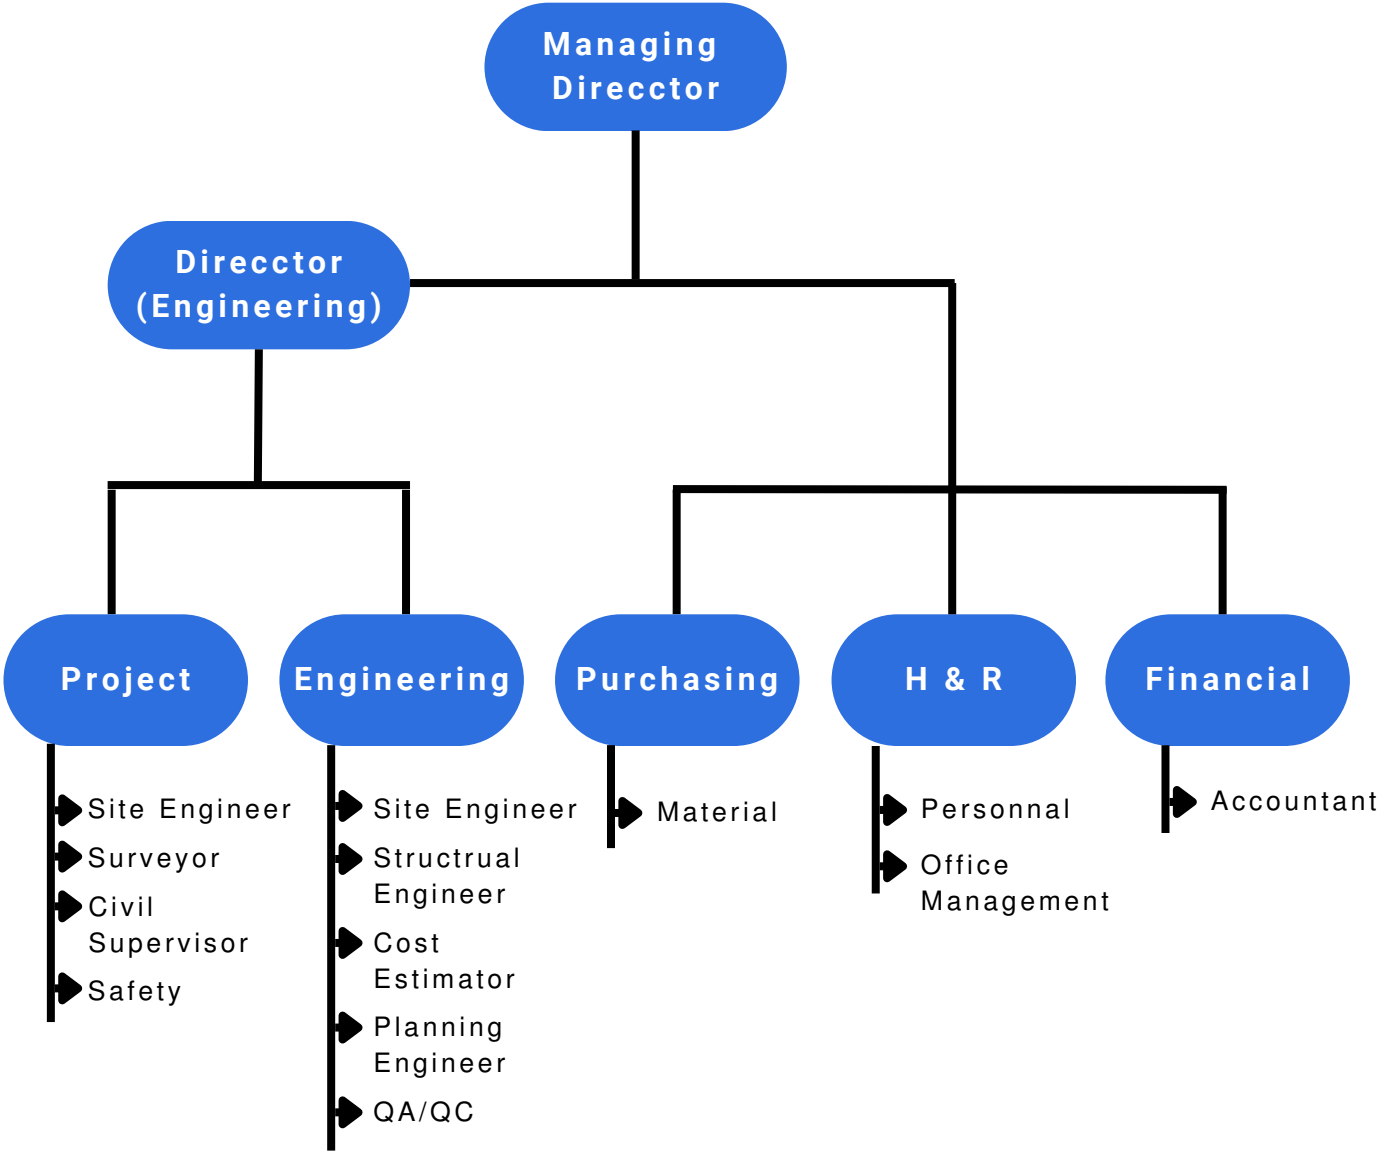 Managing
Direcctor
Direcctor
(Engineering)
Project
Engineering
Purchasing
H & R
Financial
Site Engineer
Surveyor
Civil
Supervisor
Safety
Site Engineer
Structrual
Engineer
Cost
Estimator
Planning
Engineer
QA/QC
Material
Personnal
Office
Management
Accountant